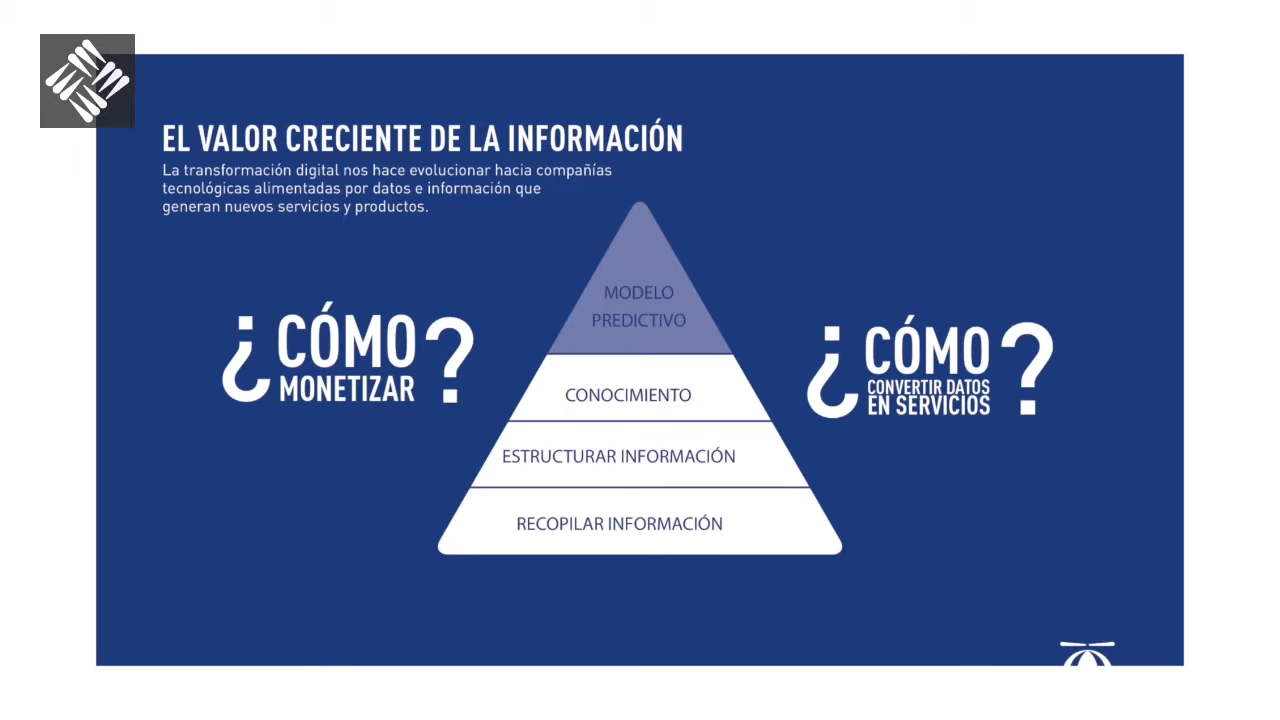 EL VALOR CRECIENTE DE LA INFORMACIÓN
La transformación digital nos hace evolucionar hacia compañías
tecnológicas alimentadas por datos e información que
generan nuevos servicios y productos.
¿CÓMO
MONETIZAR?
MODELO
PREDICTIVO
CONOCIMIENTO
ESTRUCTURAR INFORMACIÓN
RECOPILAR INFORMACIÓN
¿CÓMO
CONVERTIR DATOS
EN SERVICIOS?